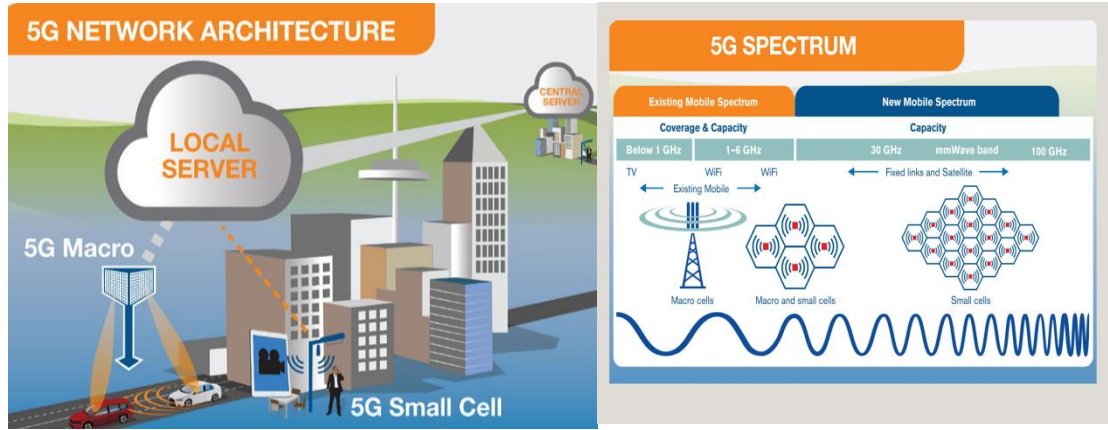 5G NETWORK ARCHITECTURE
CENTRAL
SERVER
LOCAL
SERVER
5G Macro
5G Small Cell
5G SPECTRUM
Existing Mobile Spectrum
New Mobile Spectrum
Coverage & Capacity
Capacity
Below 1 GHz
1–6 GHz
30 GHz
mmWave band
100 GHz
TV
WiFi
WiFi
Fixed links and Satellite
Existing Mobile
Macro cells
Macro and small cells
Small cells